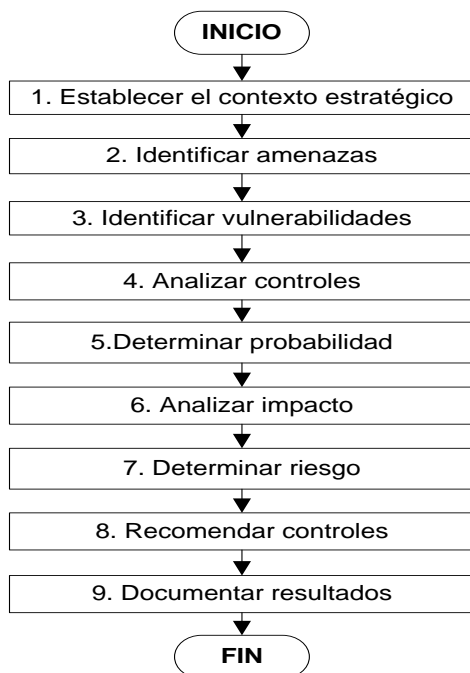 INICIO
1. Establecer el contexto estratégico
2. Identificar amenazas
3. Identificar vulnerabilidades
4. Analizar controles
5.Determinar probabilidad
6. Analizar impacto
7. Determinar riesgo
8. Recomendar controles
9. Documentar resultados
FIN